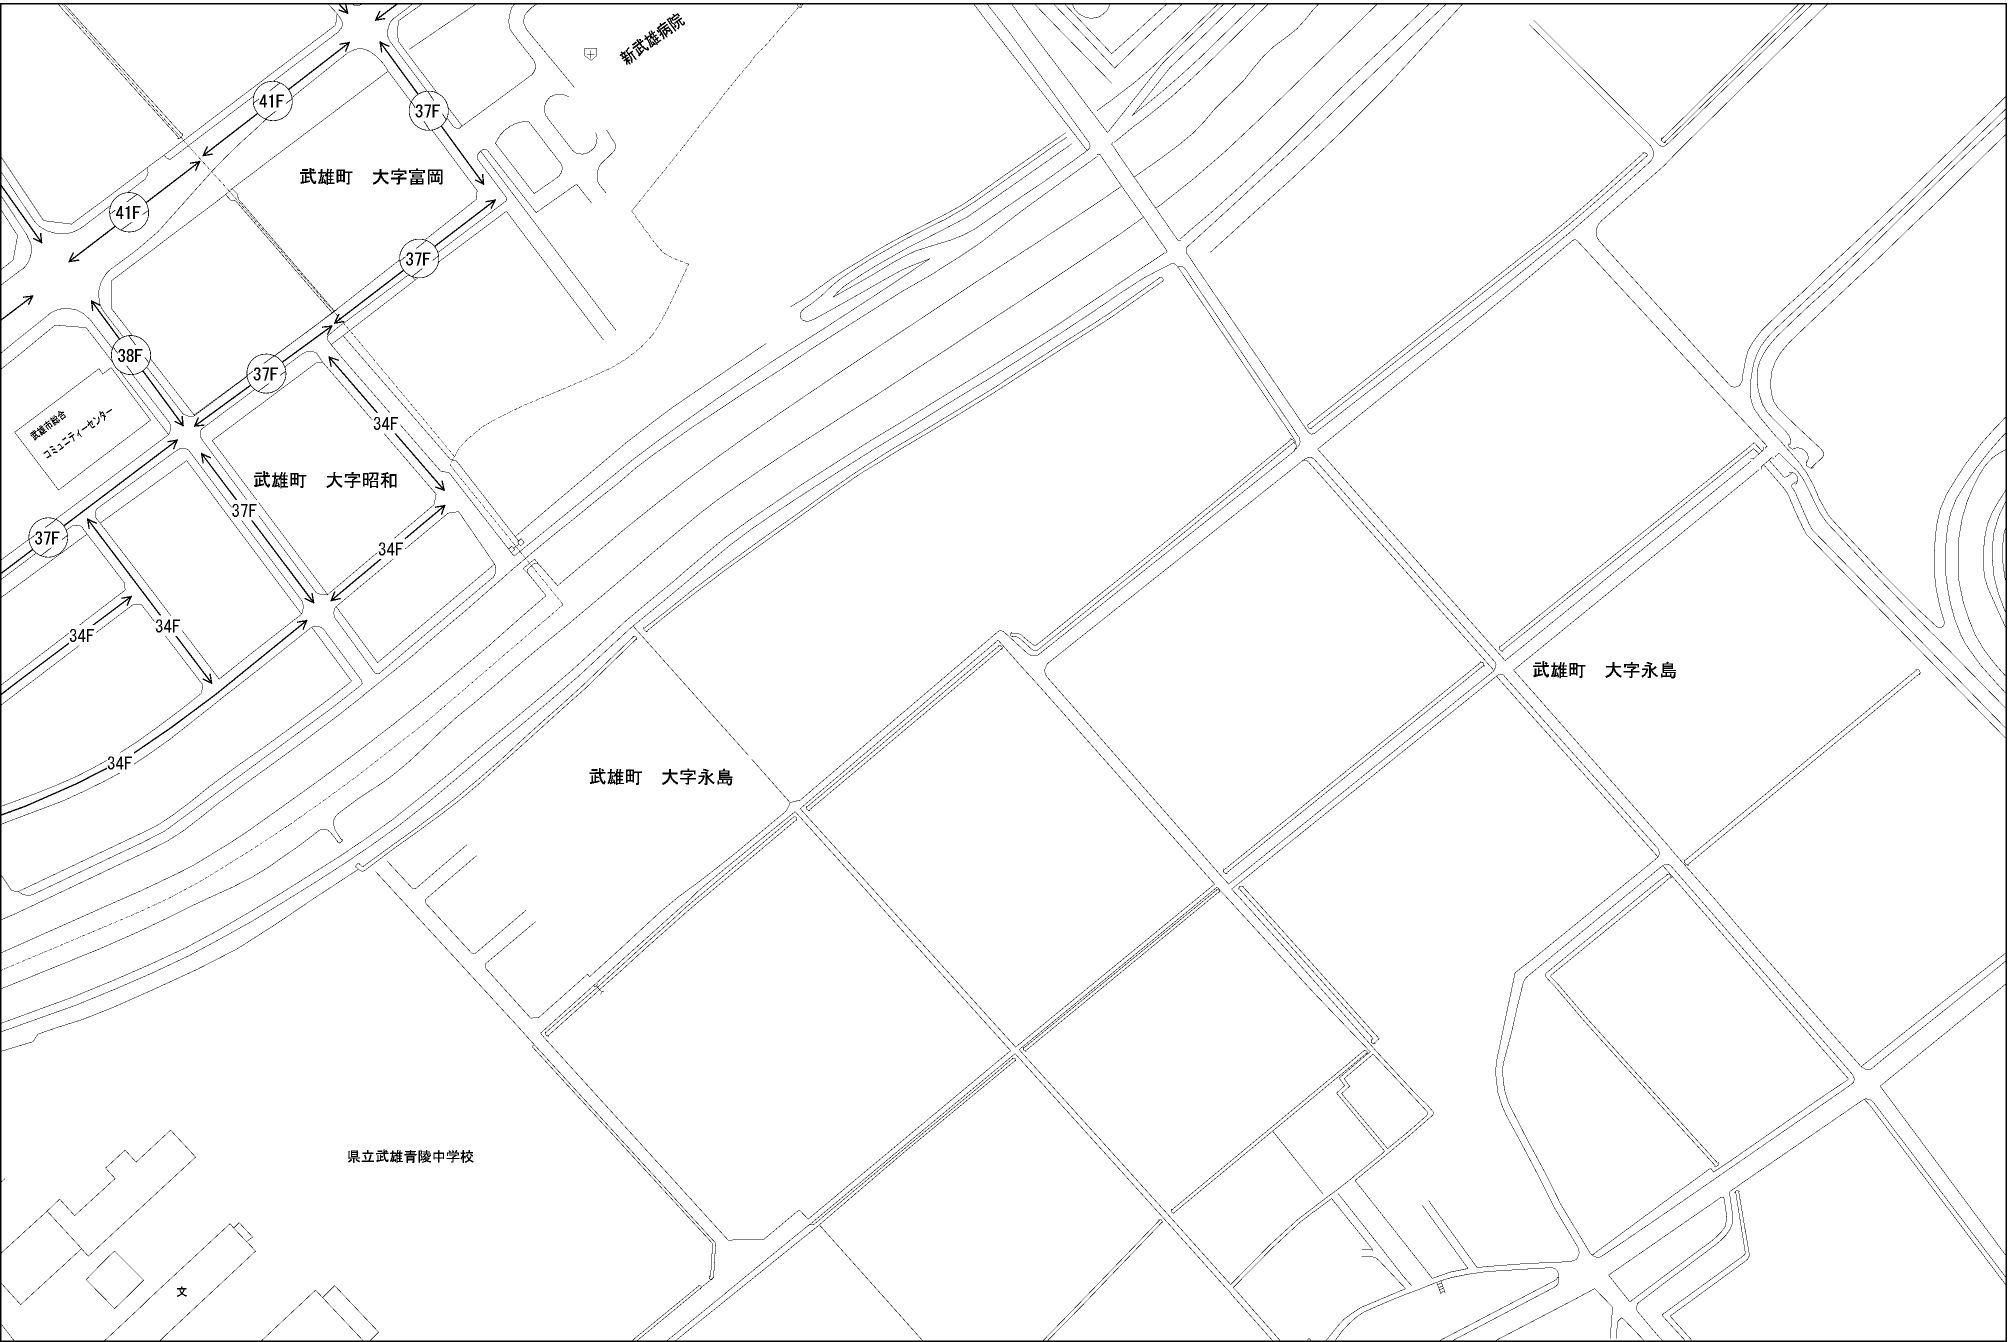 新武雄病院
41F
37F
武雄町　大字富岡
41F
37F
38F
37F
武雄市総合
コミュニティーセンター
34F
武雄町　大字昭和
37F
37F
34F
34F
34F
武雄町　大字永島
34F
武雄町　大字永島
県立武雄青陵中学校
文